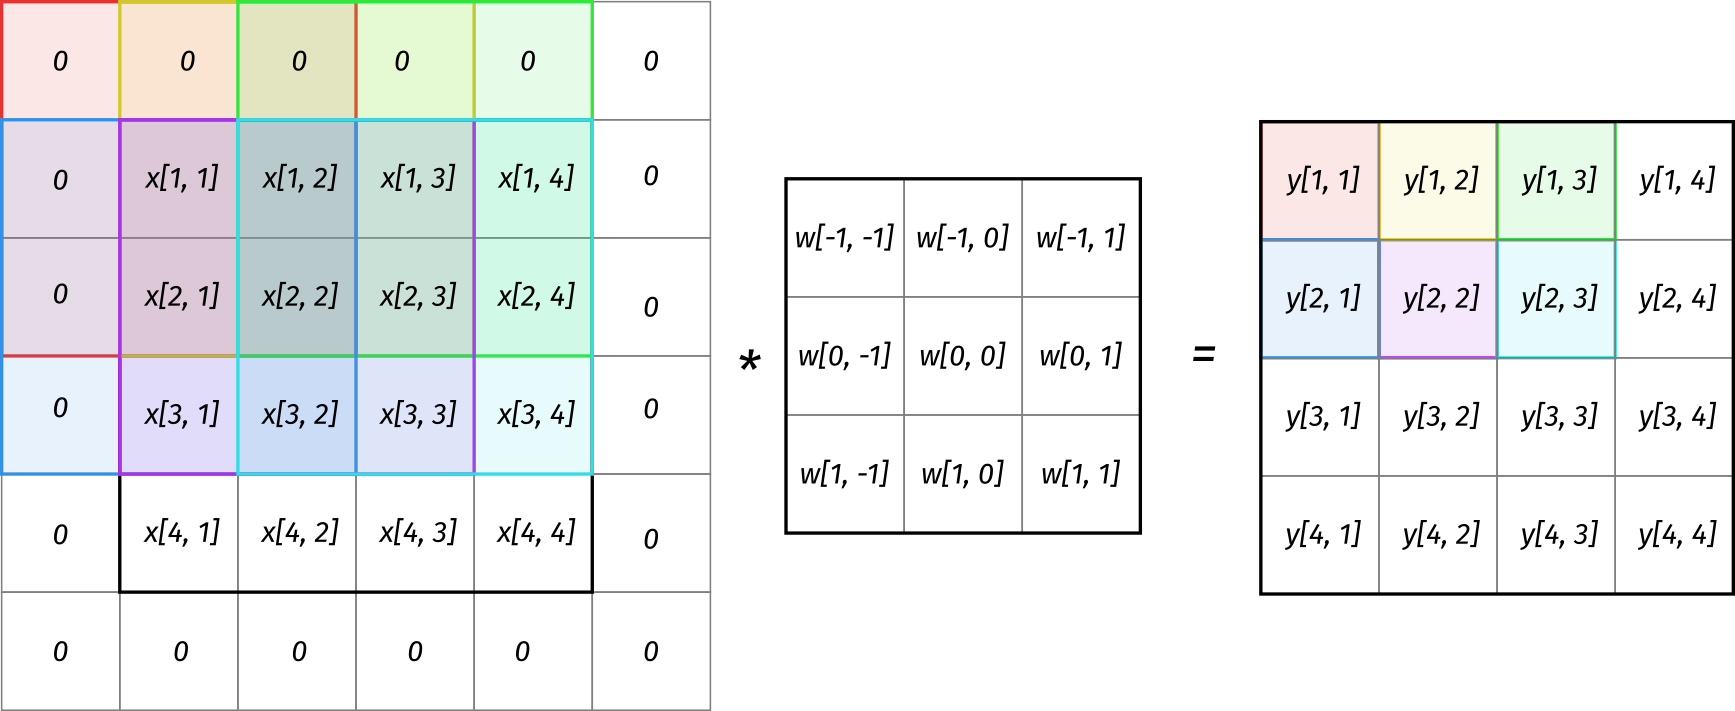 0 0 0 0 0 0
0 x[1, 1] x[1, 2] x[1, 3] x[1, 4] 0
0 x[2, 1] x[2, 2] x[2, 3] x[2, 4] 0
0 x[3, 1] x[3, 2] x[3, 3] x[3, 4] 0
0 x[4, 1] x[4, 2] x[4, 3] x[4, 4] 0
0 0 0 0 0 0
*
w[-1, -1] w[-1, 0] w[-1, 1]
w[0, -1] w[0, 0] w[0, 1]
w[1, -1] w[1, 0] w[1, 1]
=
y[1, 1] y[1, 2] y[1, 3] y[1, 4]
y[2, 1] y[2, 2] y[2, 3] y[2, 4]
y[3, 1] y[3, 2] y[3, 3] y[3, 4]
y[4, 1] y[4, 2] y[4, 3] y[4, 4]